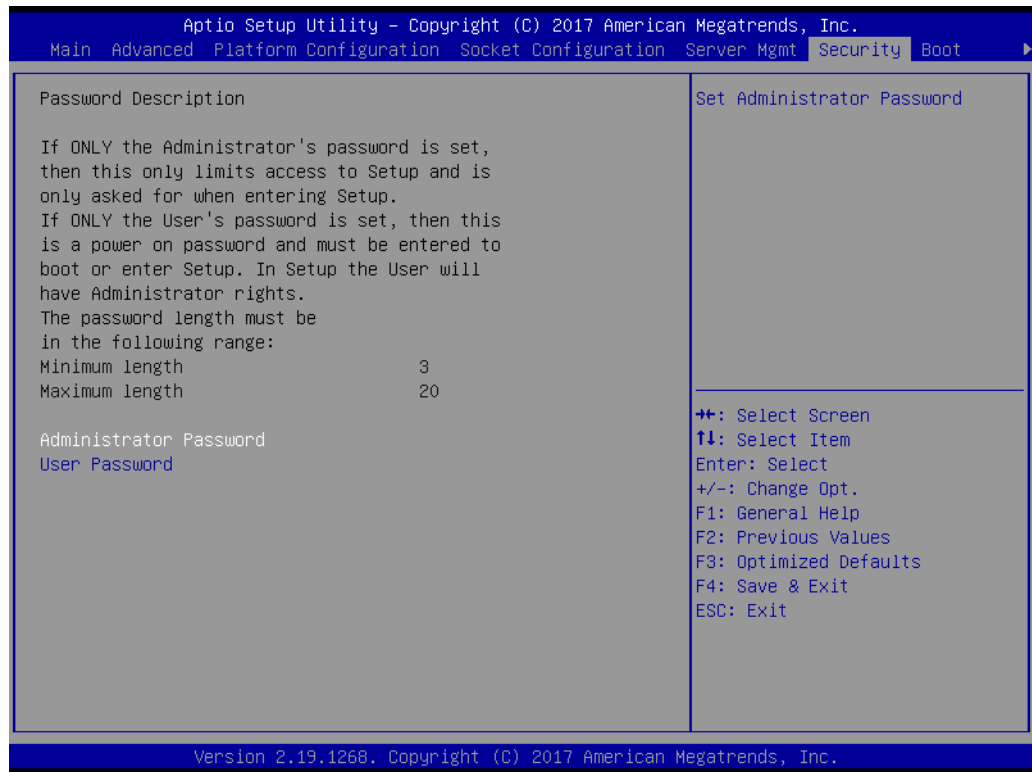 Aptio Setup Utility – Copyright (C) 2017 American Megatrends, Inc.
Main Advanced Platform Configuration Socket Configuration Server Mgmt Security Boot ►
Password Description
If ONLY the Administrator's password is set,
then this only limits access to Setup and is
only asked for when entering Setup.
If ONLY the User's password is set, then this
is a power on password and must be entered to
boot or enter Setup. In Setup the User will
have Administrator rights.
The password length must be
in the following range:
Minimum length 3
Maximum length 20
Administrator Password
User Password
Set Administrator Password
→←: Select Screen
↑↓: Select Item
Enter: Select
+/-: Change Opt.
F1: General Help
F2: Previous Values
F3: Optimized Defaults
F4: Save & Exit
ESC: Exit
Version 2.19.1268. Copyright (C) 2017 American Megatrends, Inc.